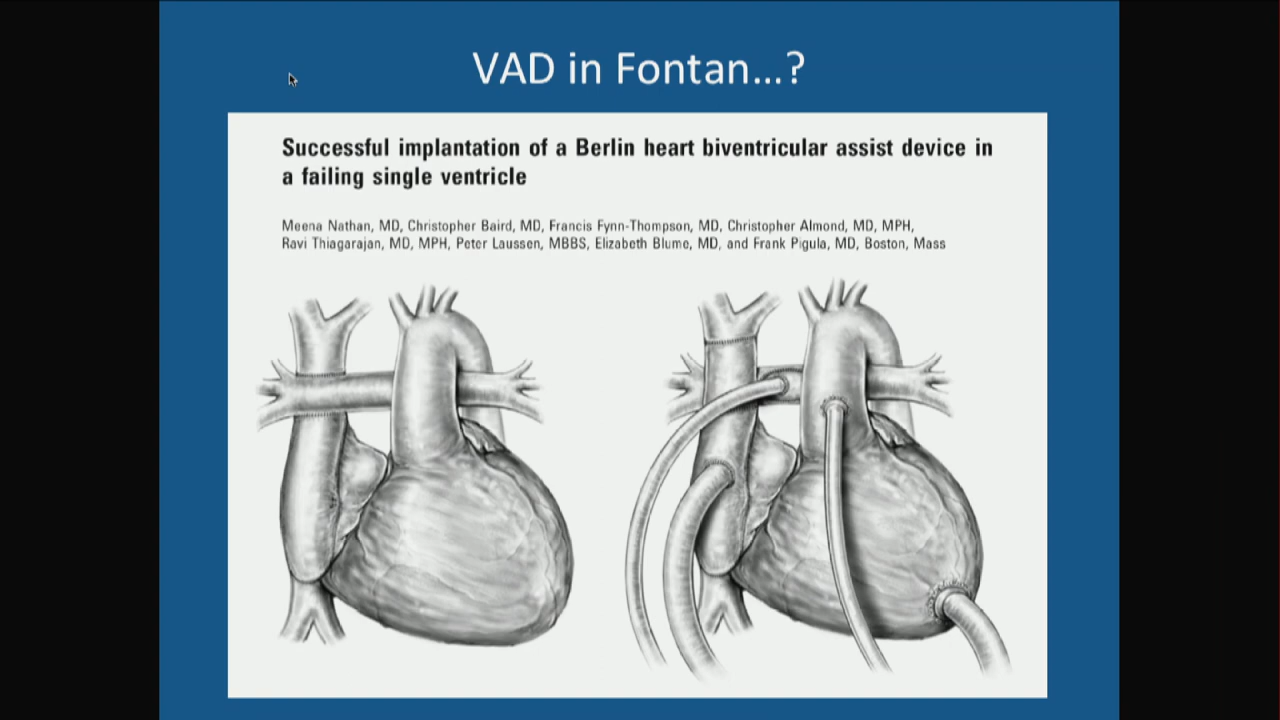 VAD in Fontan...?
Successful implantation of a Berlin heart biventricular assist device in
a failing single ventricle
Meena Nathan, MD, Christopher Baird, MD, Francis Fynn-Thompson, MD, Christopher Almond, MD, MPH,
Ravi Thiagarajan, MD, MPH, Peter Laussen, MBBS, Elizabeth Blume, MD, and Frank Pigula, MD, Boston, Mass